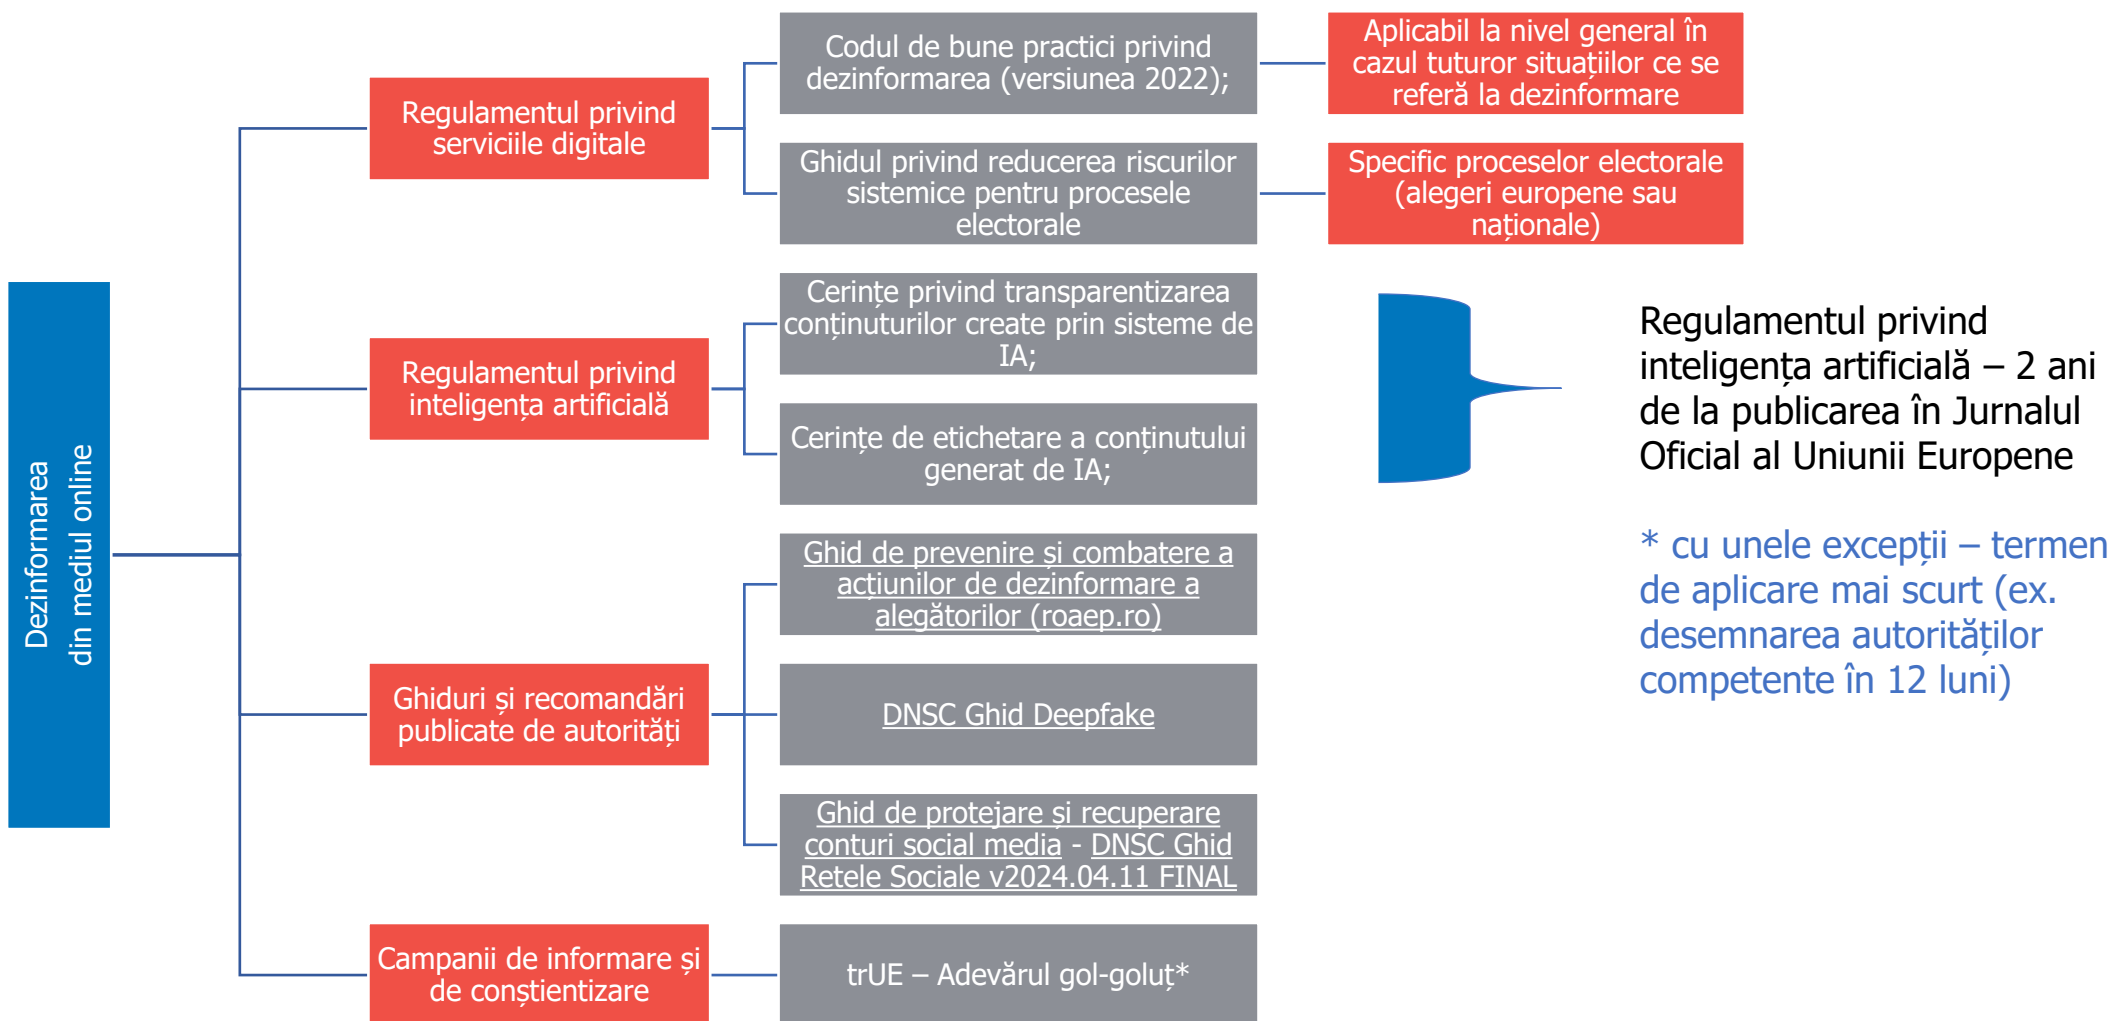 Dezinformarea
din mediul online
Regulamentul privind
serviciile digitale
Codul de bune practici privind
dezinformarea (versiunea 2022);
Aplicabil la nivel general în
cazul tuturor situațiilor ce se
referă la dezinformare
Ghidul privind reducerea riscurilor
sistemice pentru procesele
electorale
Specific proceselor electorale
(alegeri europene sau
naționale)
Regulamentul privind
inteligența artificială
Cerințe privind transparentizarea
conținuturilor create prin sisteme de
IA;
Cerințe de etichetare a conținutului
generat de IA;
Regulamentul privind
inteligența artificială – 2 ani
de la publicarea în Jurnalul
Oficial al Uniunii Europene
* cu unele excepții – termen
de aplicare mai scurt (ex.
desemnarea autorităților
competente în 12 luni)
Ghiduri și recomandări
publicate de autorități
Ghid de prevenire și combatere a
acțiunilor de dezinformare a
alegătorilor (roaep.ro)
DNSC Ghid Deepfake
Ghid de protejare și recuperare
conturi social media - DNSC Ghid
Retele Sociale v2024.04.11 FINAL
Campanii de informare și
de conștientizare
trUE – Adevărul gol-goluț*